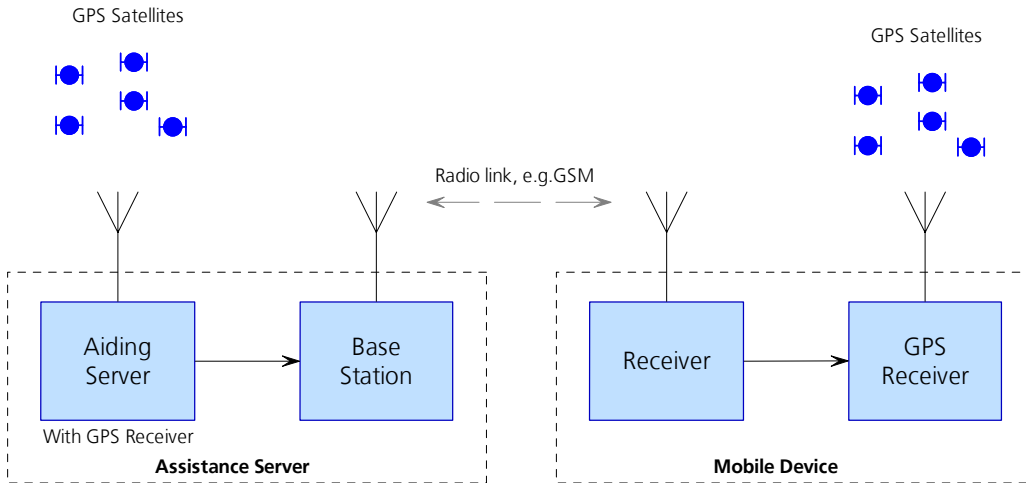 GPS Satellites
GPS Satellites
Radio link, e.g.GSM
Aiding
Server
Base
Station
Receiver
GPS
Receiver
With GPS Receiver
Assistance Server
Mobile Device